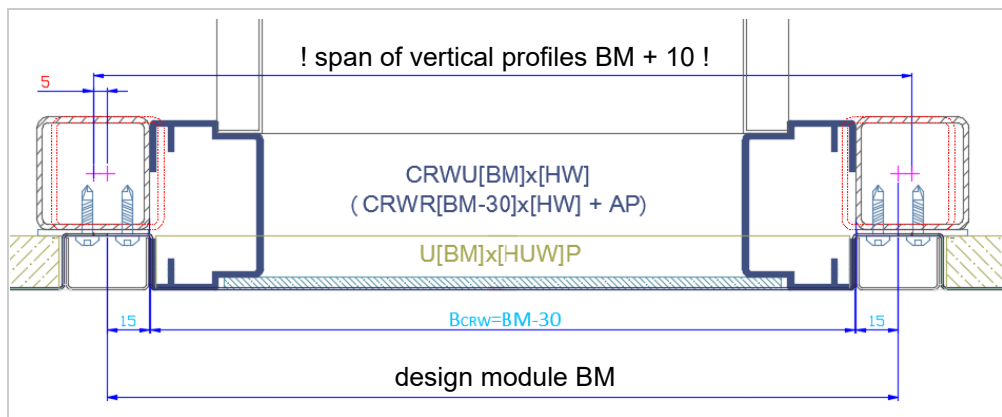 ! span of vertical profiles BM + 10 !
5
CRWU[BM]x[HW]
( CRWR[BM-30]x[HW] + AP)
U[BM]x[HUW]P
15
BCRW=BM-30
15
design module BM